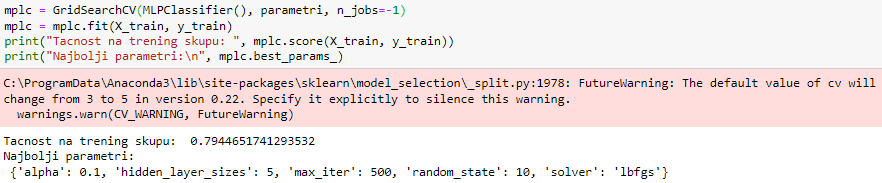 mplc = GridSearchCV(MLPClassifier(), parametri, n_jobs=-1)
mplc = mplc.fit(X_train, y_train)
print("Tacnost na trening skupu: ", mplc.score(X_train, y_train))
print("Najbolji parametri:\n", mplc.best_params_)
C:\ProgramData\Anaconda3\lib\site-packages\sklearn\model_selection\_split.py:1978: FutureWarning: The default value of cv will
change from 3 to 5 in version 0.22. Specify it explicitly to silence this warning.
  warnings.warn(CV_WARNING, FutureWarning)
Tacnost na trening skupu:  0.7944651741293532
Najbolji parametri:
 {'alpha': 0.1, 'hidden_layer_sizes': 5, 'max_iter': 500, 'random_state': 10, 'solver': 'lbfgs'}